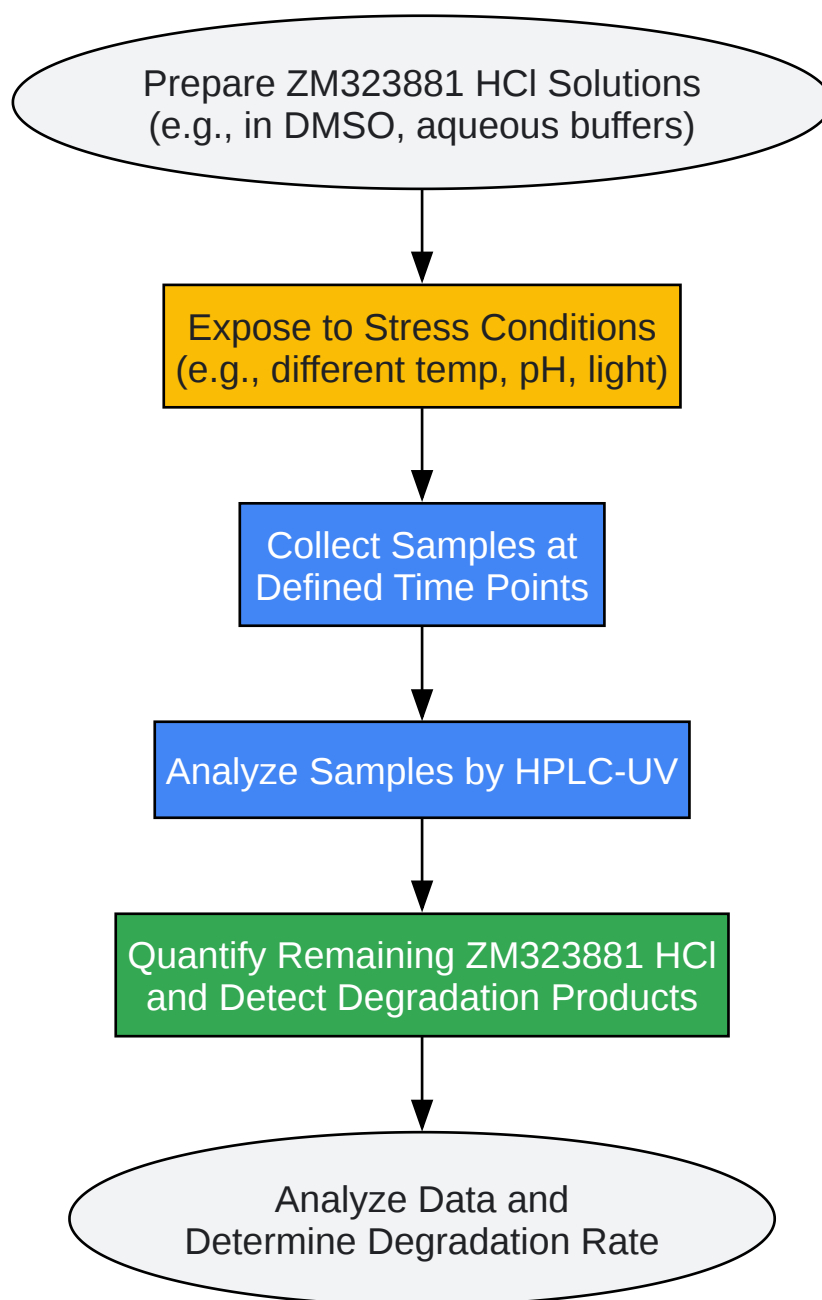 Prepare ZM323881 HCl Solutions
(e.g., in DMSO, aqueous buffers)
Expose to Stress Conditions
(e.g., different temp, pH, light)
Collect Samples at
Defined Time Points
Analyze Samples by HPLC-UV
Quantify Remaining ZM323881 HCl
and Detect Degradation Products
Analyze Data and
Determine Degradation Rate